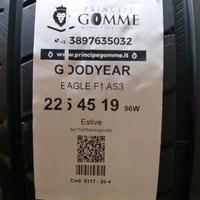 PRINCIPE
GOMME
3897635032
www.principegomme.it
GOODYEAR
EAGLE F1 AS3
225 45 19 96W
Estive
Cod: 5117 - 20-4